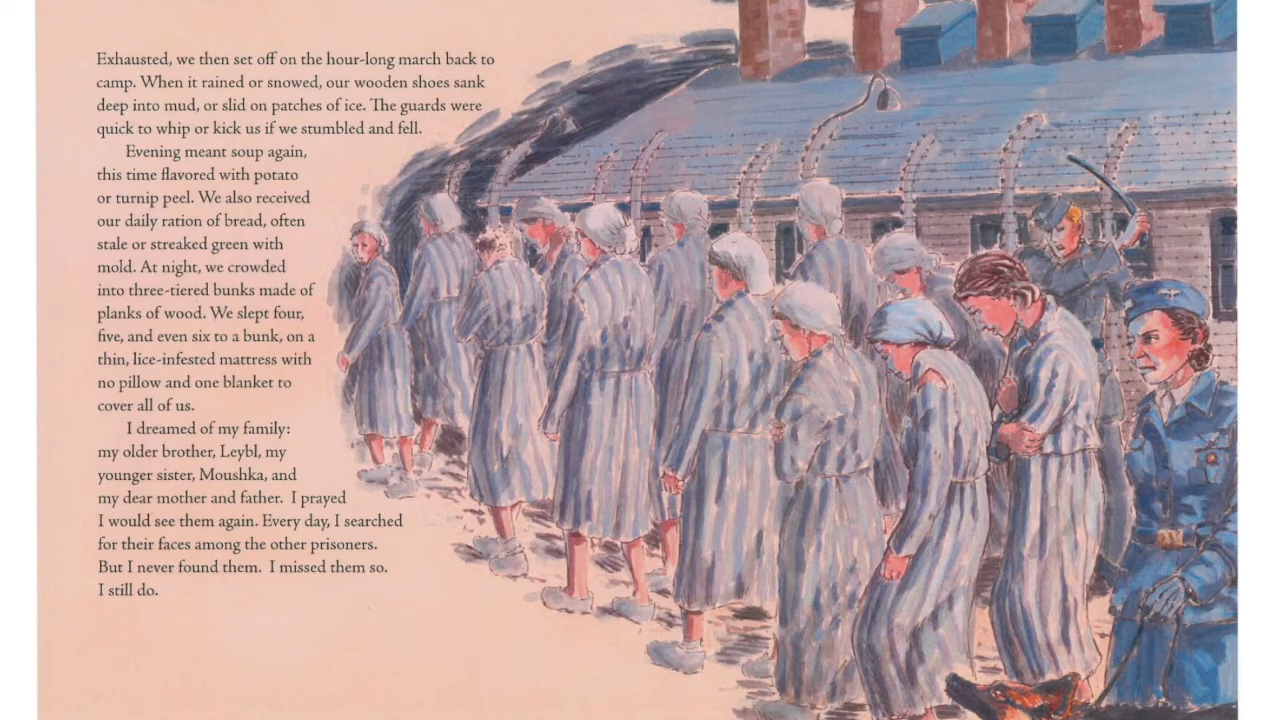 Exhausted, we then set off on the hour-long march back to
camp. When it rained or snowed, our wooden shoes sank
deep into mud, or slid on patches of ice. The guards were
quick to whip or kick us if we stumbled and fell.
Evening meant soup again,
this time flavored with potato
or turnip peel. We also received
our daily ration of bread, often
stale or streaked green with
mold. At night, we crowded
into three-tiered bunks made of
planks of wood. We slept four,
five, and even six to a bunk, on a
thin, lice-infested mattress with
no pillow and one blanket to
cover all of us.
I dreamed of my family:
my older brother, Leybl, my
younger sister, Moushka, and
my dear mother and father. I prayed
I would see them again. Every day, I searched
for their faces among the other prisoners.
But I never found them. I missed them so.
I still do.